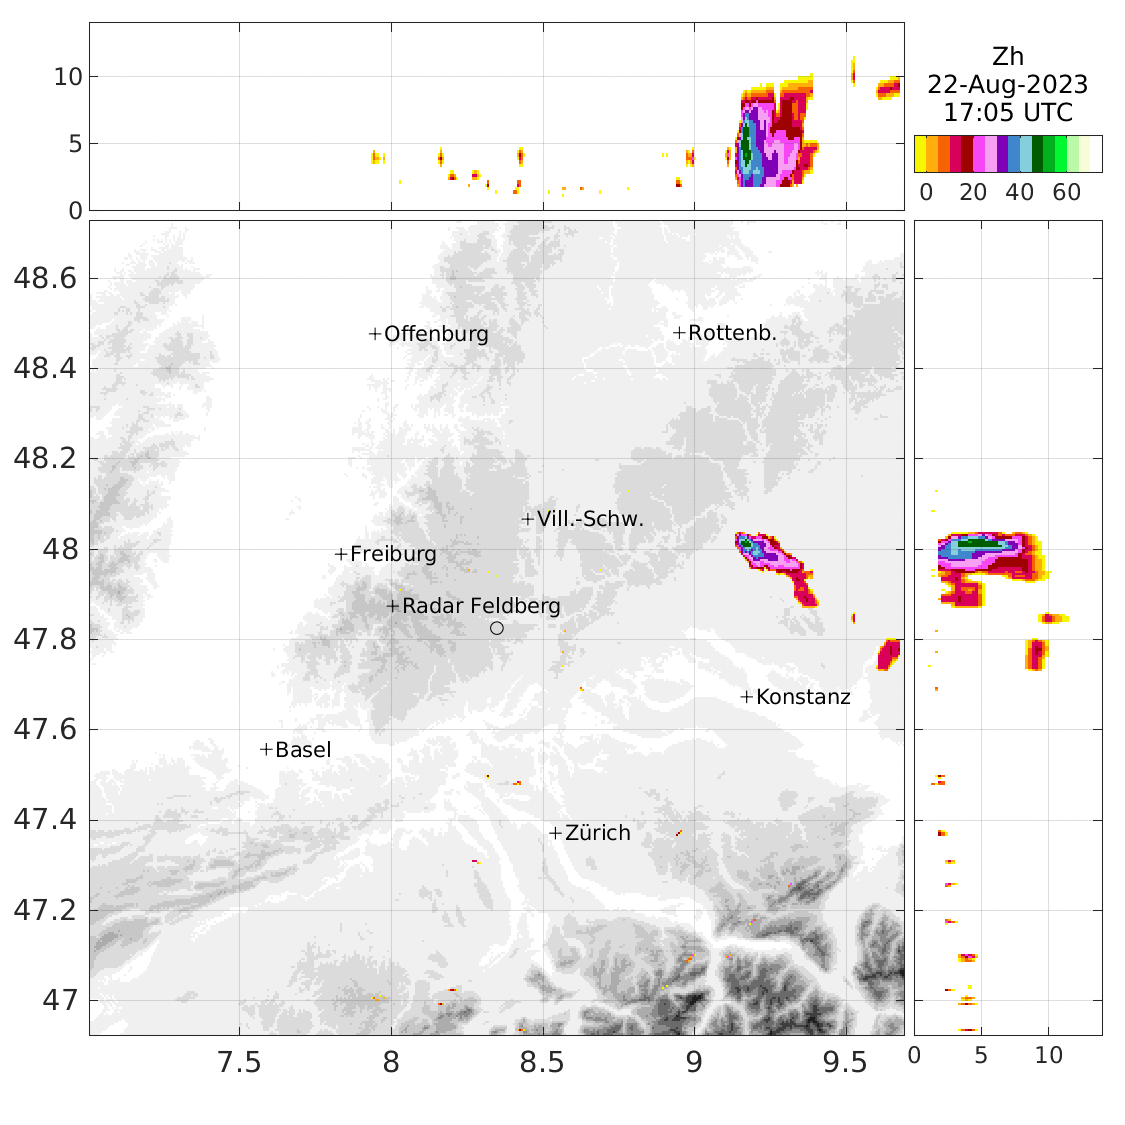 10
5
0
Zh
22-Aug-2023
17:05 UTC
0 20 40 60
48.6
48.4
48.2
48
47.8
47.6
47.4
47.2
47
+Offenburg
+Rottenb.
+Vill.-Schw.
+Freiburg
+Radar Feldberg
+Konstanz
+Basel
+Zürich
7.5 8 8.5 9 9.5
0 5 10